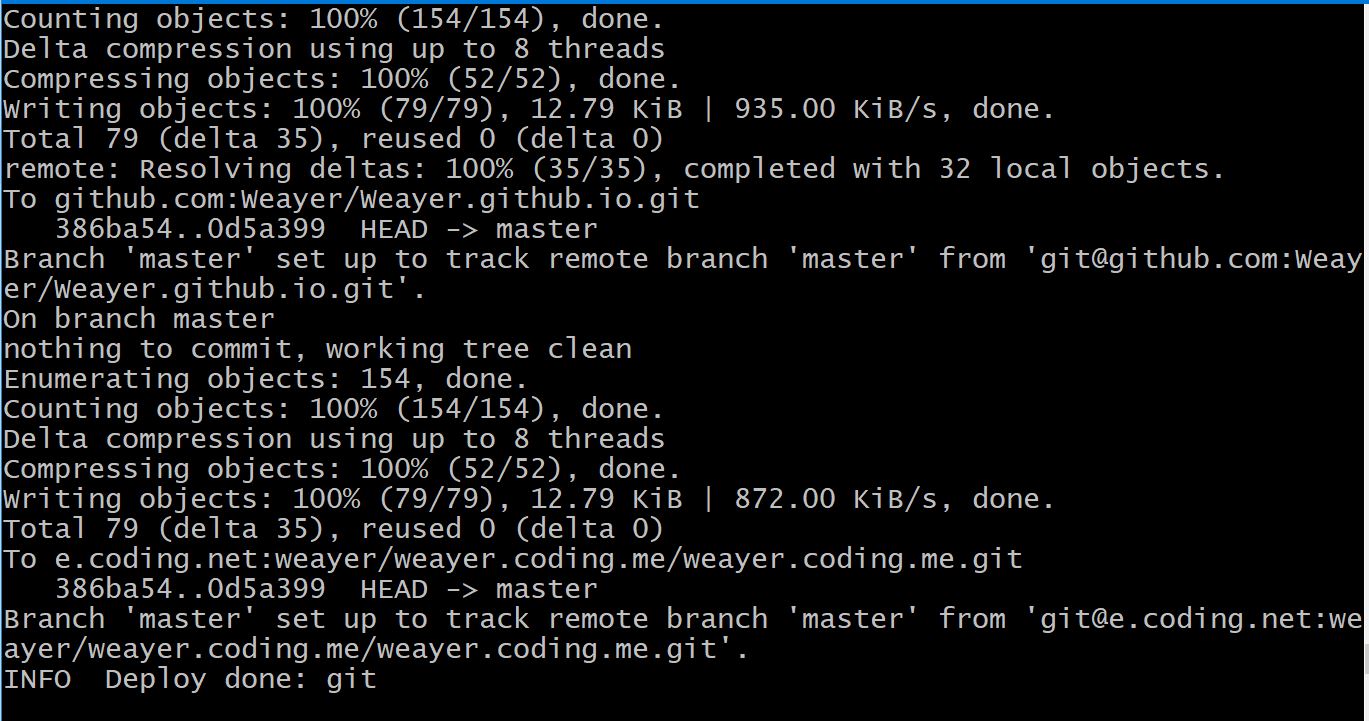 Counting objects: 100% (154/154), done.
Delta compression using up to 8 threads
Compressing objects: 100% (52/52), done.
Writing objects: 100% (79/79), 12.79 KiB | 935.00 KiB/s, done.
Total 79 (delta 35), reused 0 (delta 0)
remote: Resolving deltas: 100% (35/35), completed with 32 local objects.
To github.com:Weayer/Weayer.github.io.git
   386ba54..0d5a399  HEAD -> master
Branch 'master' set up to track remote branch 'master' from 'git@github.com:Weay
er/Weayer.github.io.git'.
On branch master
nothing to commit, working tree clean
Enumerating objects: 154, done.
Counting objects: 100% (154/154), done.
Delta compression using up to 8 threads
Compressing objects: 100% (52/52), done.
Writing objects: 100% (79/79), 12.79 KiB | 872.00 KiB/s, done.
Total 79 (delta 35), reused 0 (delta 0)
To e.coding.net:weayer/weayer.coding.me/weayer.coding.me.git
   386ba54..0d5a399  HEAD -> master
Branch 'master' set up to track remote branch 'master' from 'git@e.coding.net:we
ayer/weayer.coding.me/weayer.coding.me.git'.
INFO  Deploy done: git